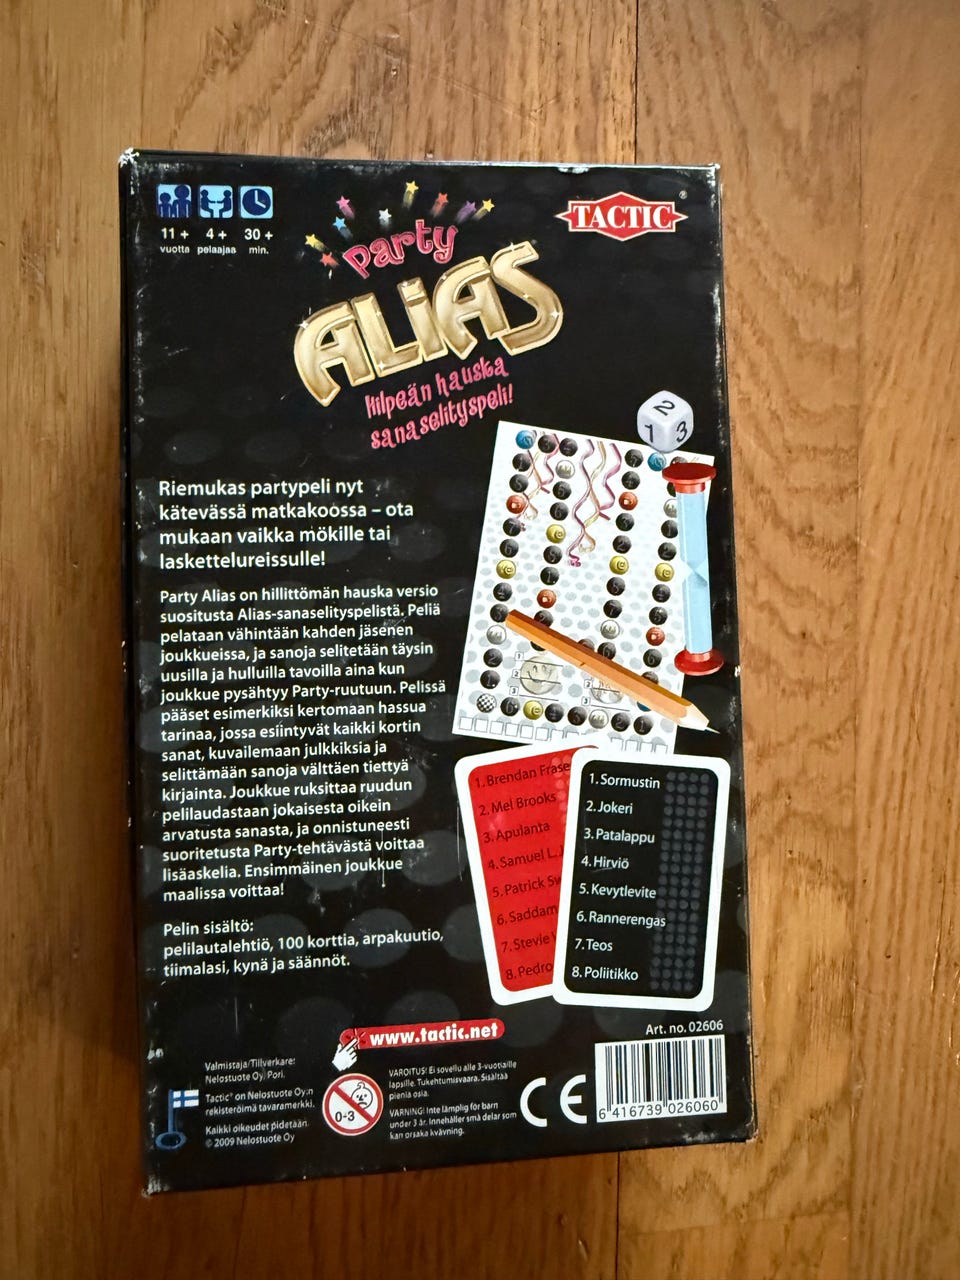 11 + 4 + 30 +
vuotta pelaajaa min.
Party
ALiAS
Kilpeän hauska
sanaselityspeli!
TACTIC®
2
1 3
Riemukas partypeli nyt
kätevässä matkakoossa – ota
mukaan vaikka mökille tai
laskettelureissulle!
Party Alias on hillittömän hauska versio
suositusta Alias-sanaselityspelistä. Peliä
pelataan vähintään kahden jäsenen
joukkueissa, ja sanoja selitetään täysin
uusilla ja hulluilla tavoilla aina kun
joukkue pysähtyy Party-ruutuun. Pelissä
pääset esimerkiksi kertomaan hassua
tarinaa, jossa esiintyvät kaikki kortin
sanat, kuvailemaan julkkiksia ja
selittämään sanoja välttäen tiettyä
kirjainta. Joukkue ruksittaa ruudun
pelilaudastaan jokaisesta oikein
arvatusta sanasta, ja onnistuneesti
suoritetusta Party-tehtävästä voittaa
lisäaskelia. Ensimmäinen joukkue
maalissa voittaa!
Pelin sisältö:
pelilautalehtiö, 100 korttia, arpakuutio,
tiimalasi, kynä ja säännöt.
1. Brendan Frase
2. Mel Brooks
3. Apulanta
4. Samuel L. J
5. Patrick Sw
6. Saddam
7. Stevie
8. Pedro
1. Sormustin
2. Jokeri
3. Patalappu
4. Hirviö
5. Kevytlevite
6. Rannerengas
7. Teos
8. Poliitikko
www.tactic.net
Art. no. 02606
Valmistaja/Tillverkare:
Nelostuote Oy, Pori.
Tactic® on Nelostuote Oy:n
rekisteröimä tavaramerkki.
Kaikki oikeudet pidetään.
© 2009 Nelostuote Oy
0-3
VAROITUS! Ei sovellu alle 3-vuotiaille
lapsille. Tukehtumisvaara. Sisältää
pieniä osia.
VARNING! Inte lämplig för barn
under 3 år. Innehåller små delar som
kan orsaka kvävning.
CE
6 416739 026060